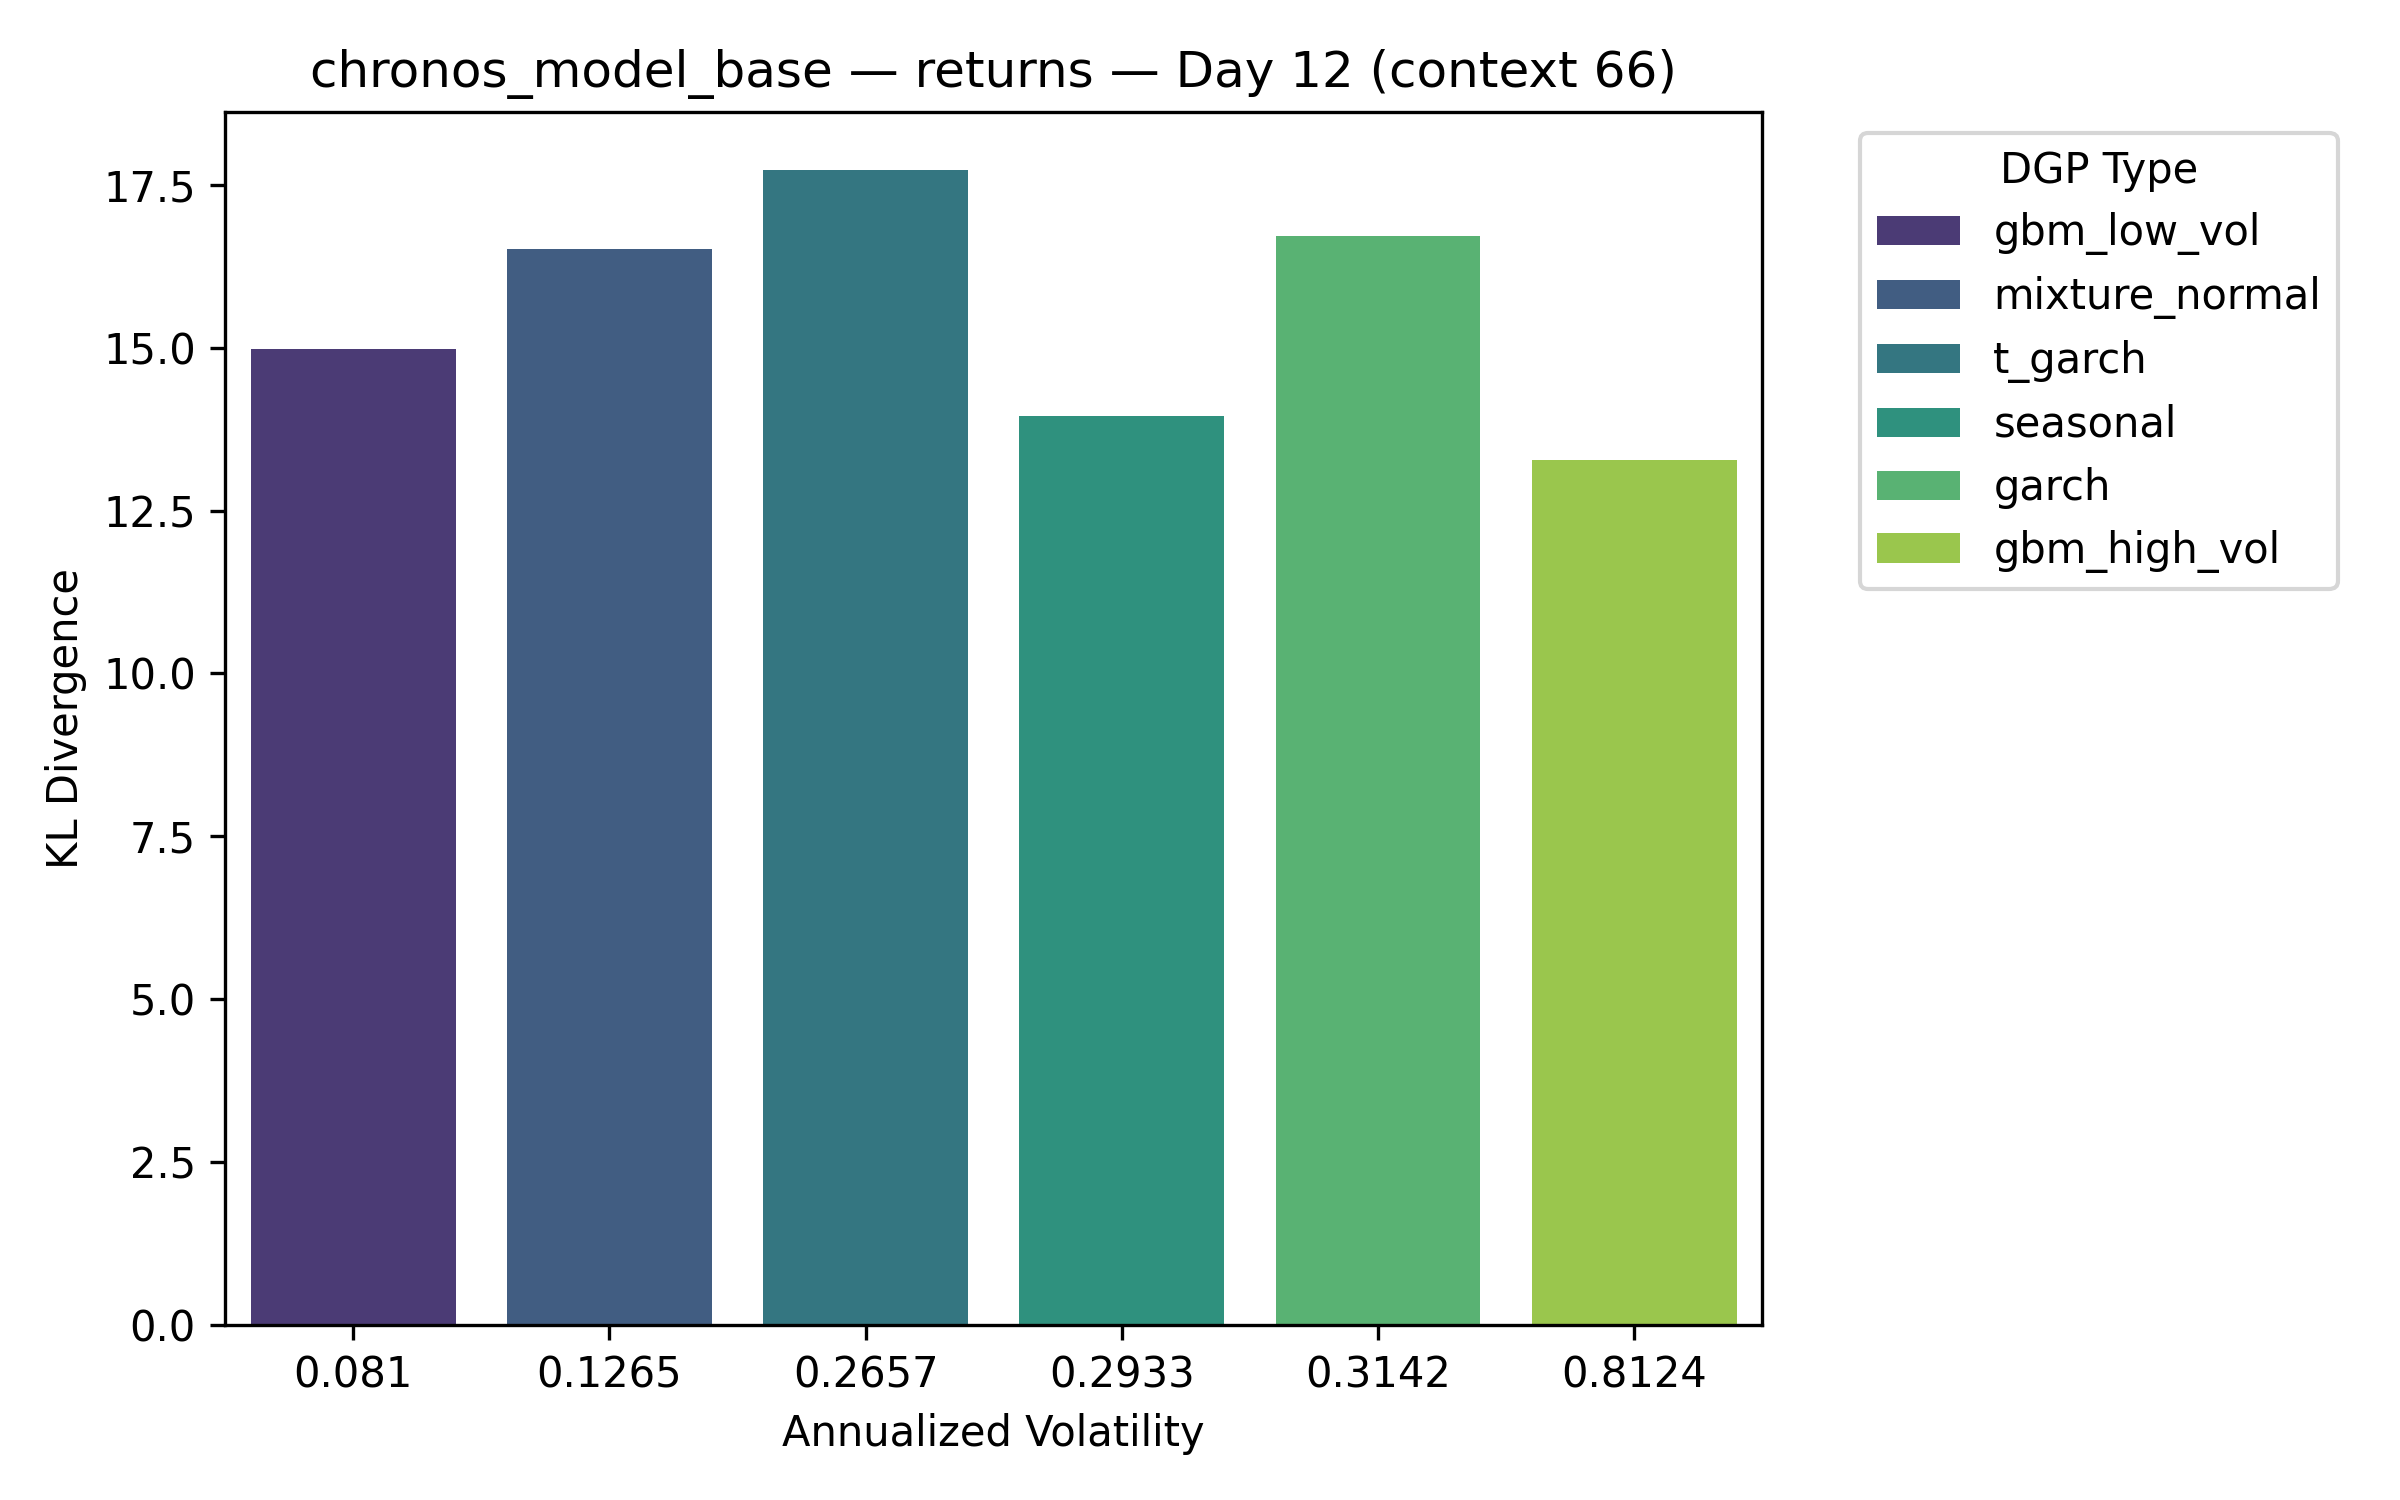 chronos_model_base — returns — Day 12 (context 66)
KL Divergence
17.5
15.0
12.5
10.0
7.5
5.0
2.5
0.0
0.081
0.1265
0.2657
0.2933
0.3142
0.8124
Annualized Volatility
DGP Type
gbm_low_vol
mixture_normal
t_garch
seasonal
garch
gbm_high_vol